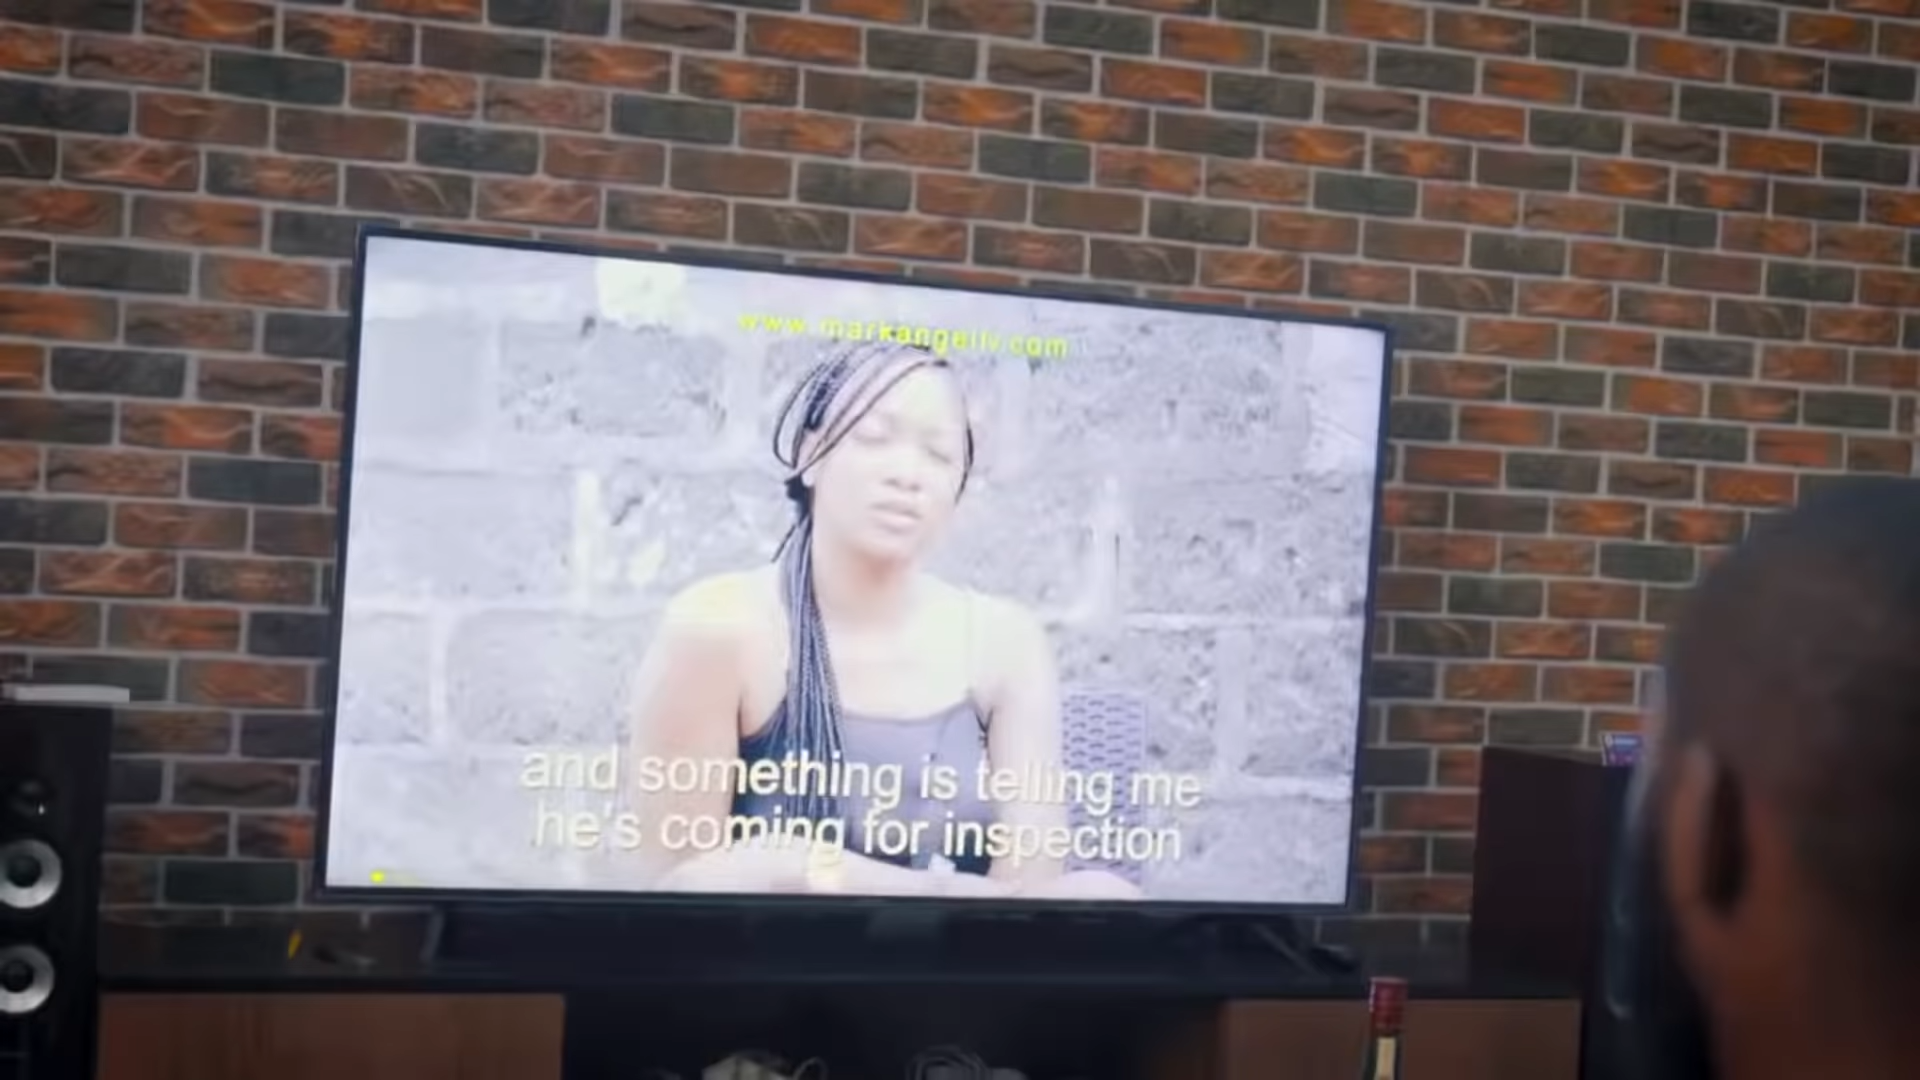 www.markangeltv.com
and something is telling me
he's coming for inspection